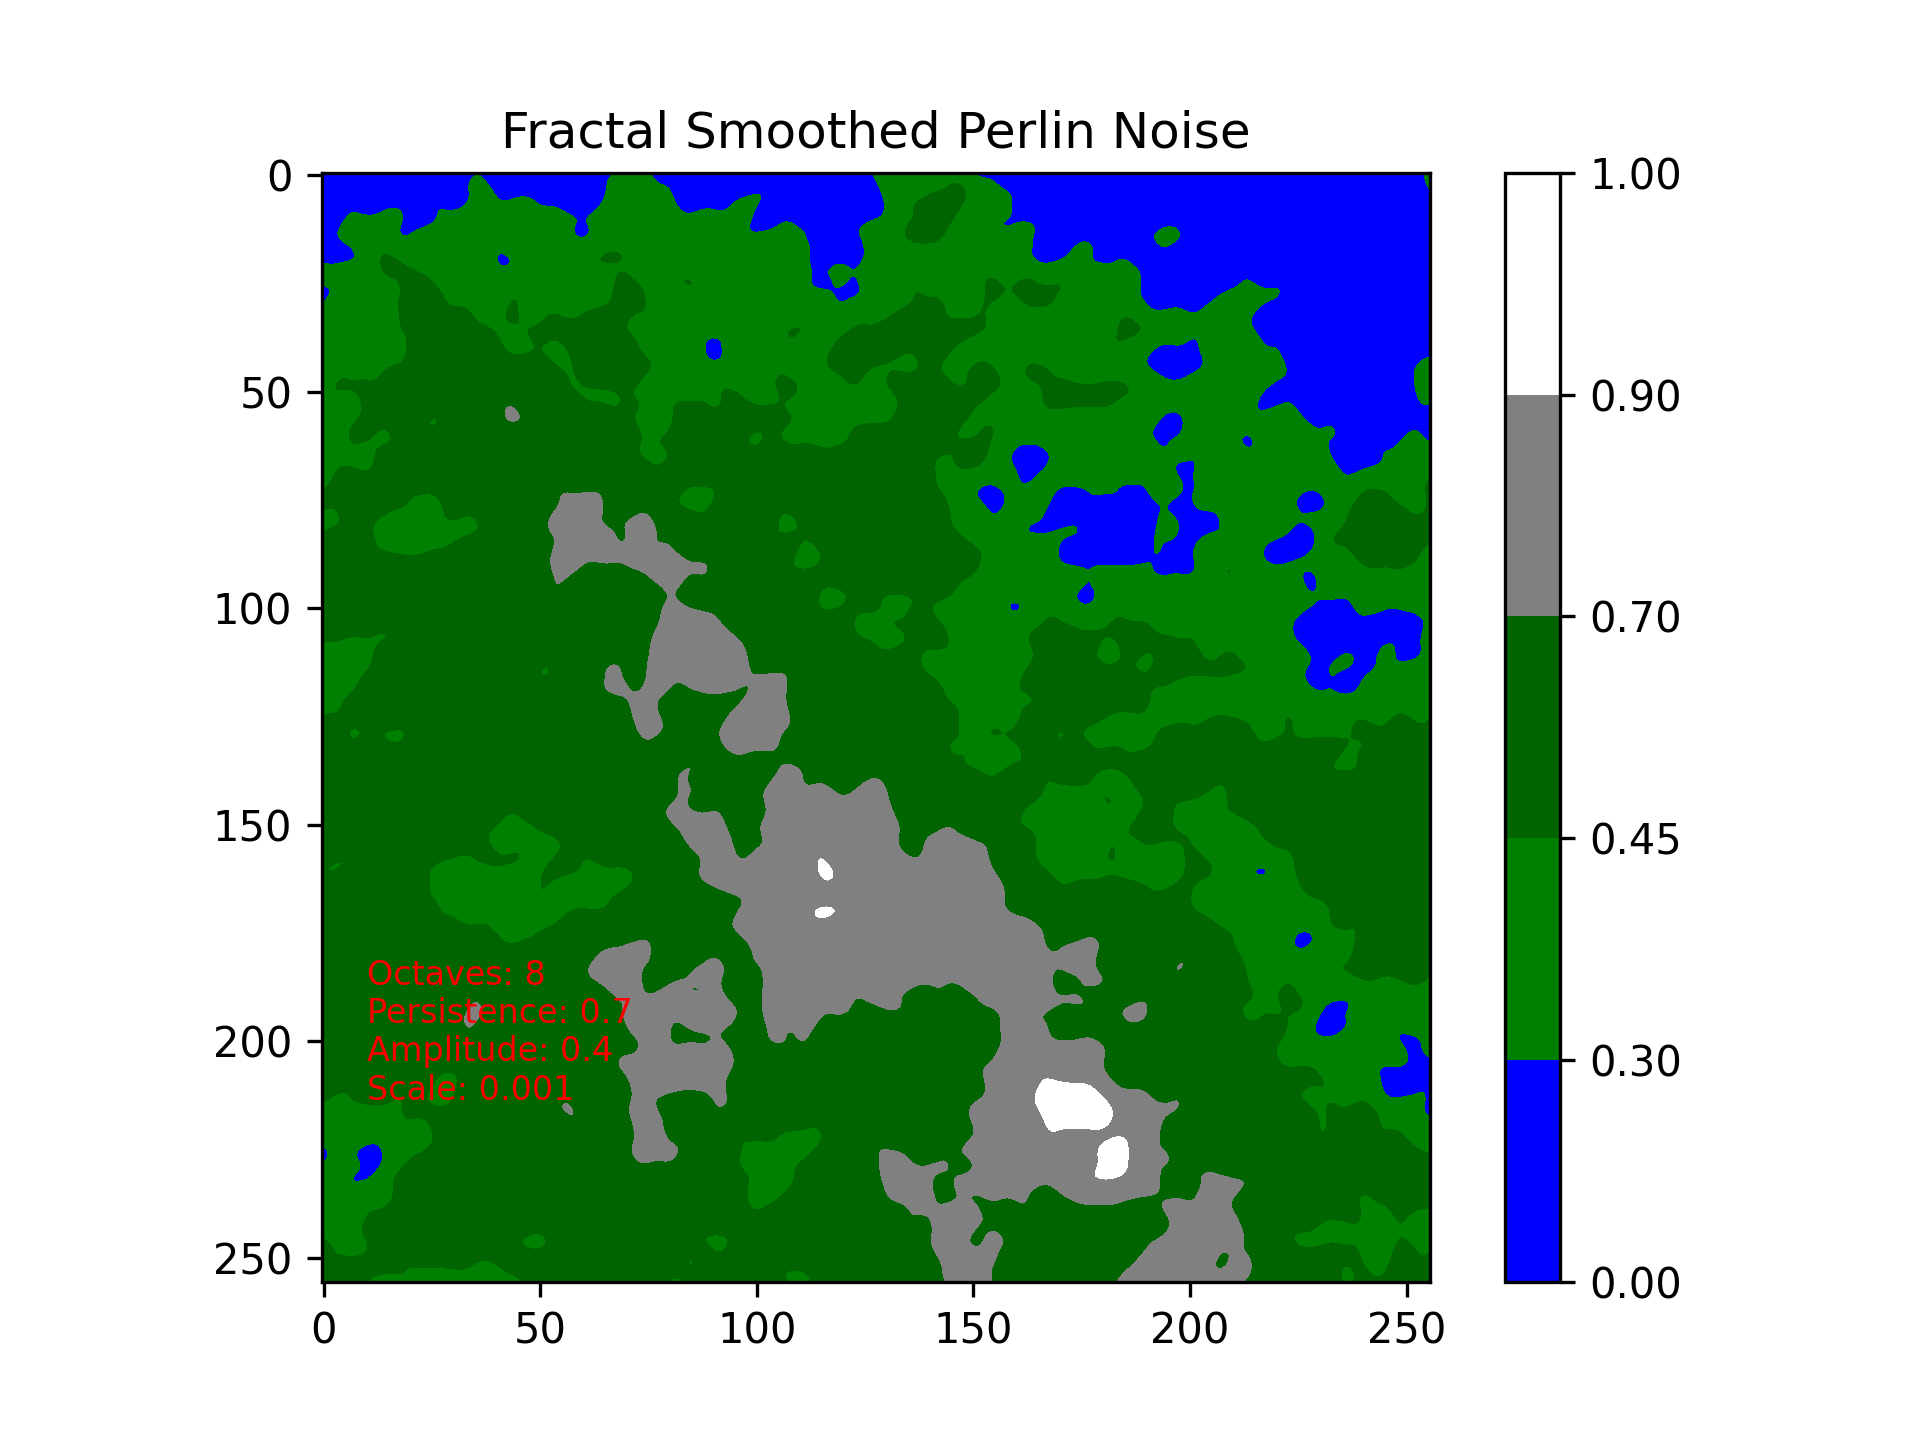 Fractal Smoothed Perlin Noise
0
50
100
150
200
250
Octaves: 8
Persistence: 0.7
Amplitude: 0.4
Scale: 0.001
0 50 100 150 200 250
1.00
0.90
0.70
0.45
0.30
0.00